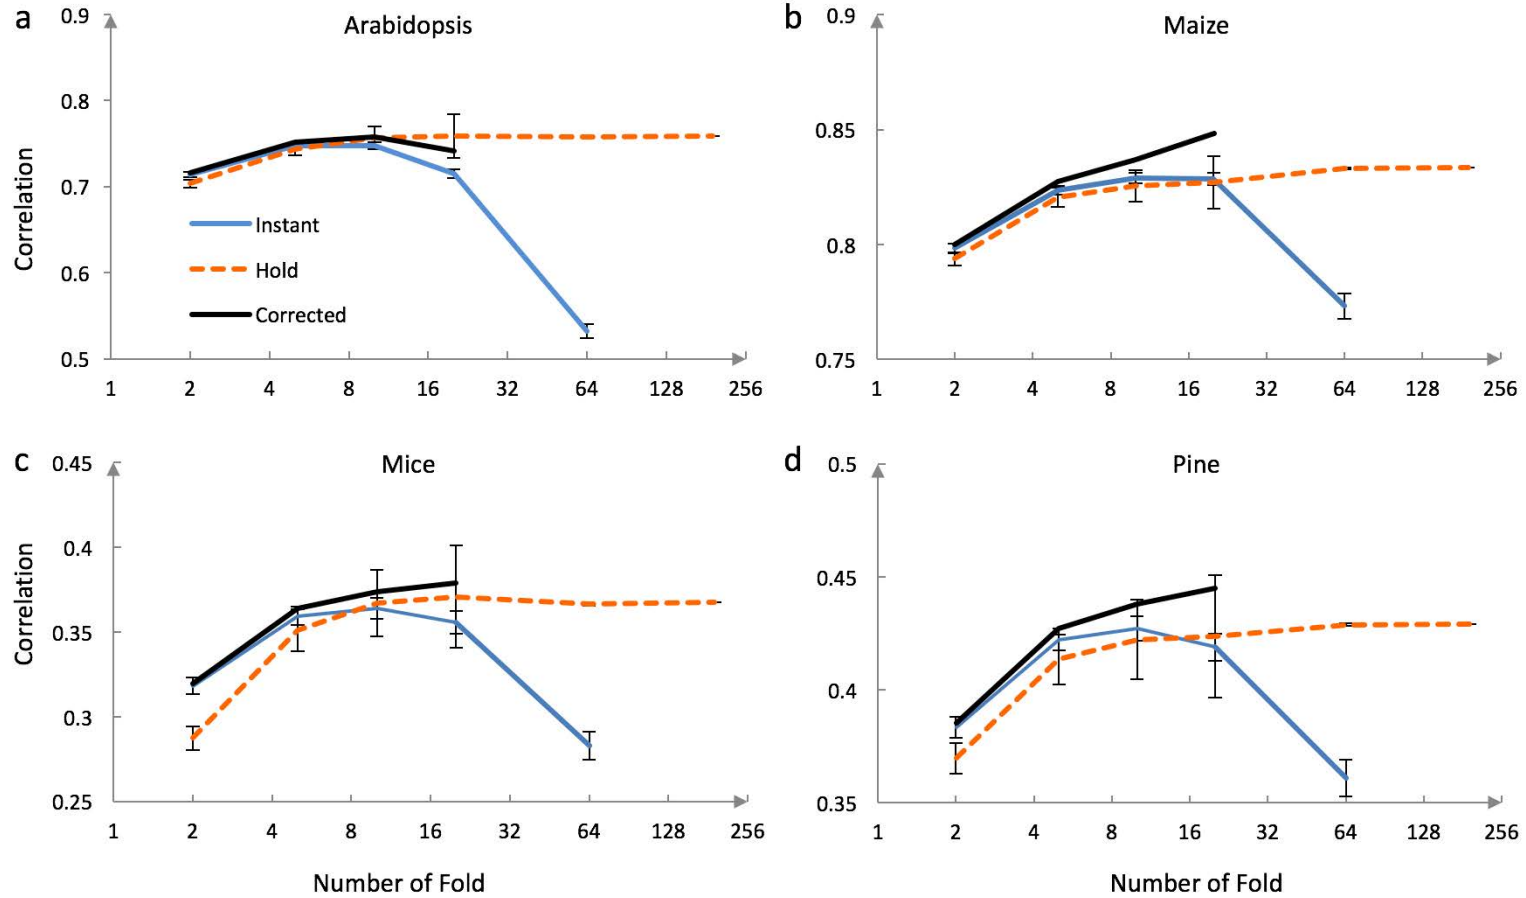 a
Arabidopsis
0.9
0.8
0.7
0.6
0.5
Correlation
Instant
Hold
Corrected
1 2 4 8 16 32 64 128 256
b
Maize
0.9
0.85
0.8
0.75
1 2 4 8 16 32 64 128 256
c
Mice
0.45
0.4
0.35
0.3
0.25
Correlation
1 2 4 8 16 32 64 128 256
Number of Fold
d
Pine
0.5
0.45
0.4
0.35
1 2 4 8 16 32 64 128 256
Number of Fold